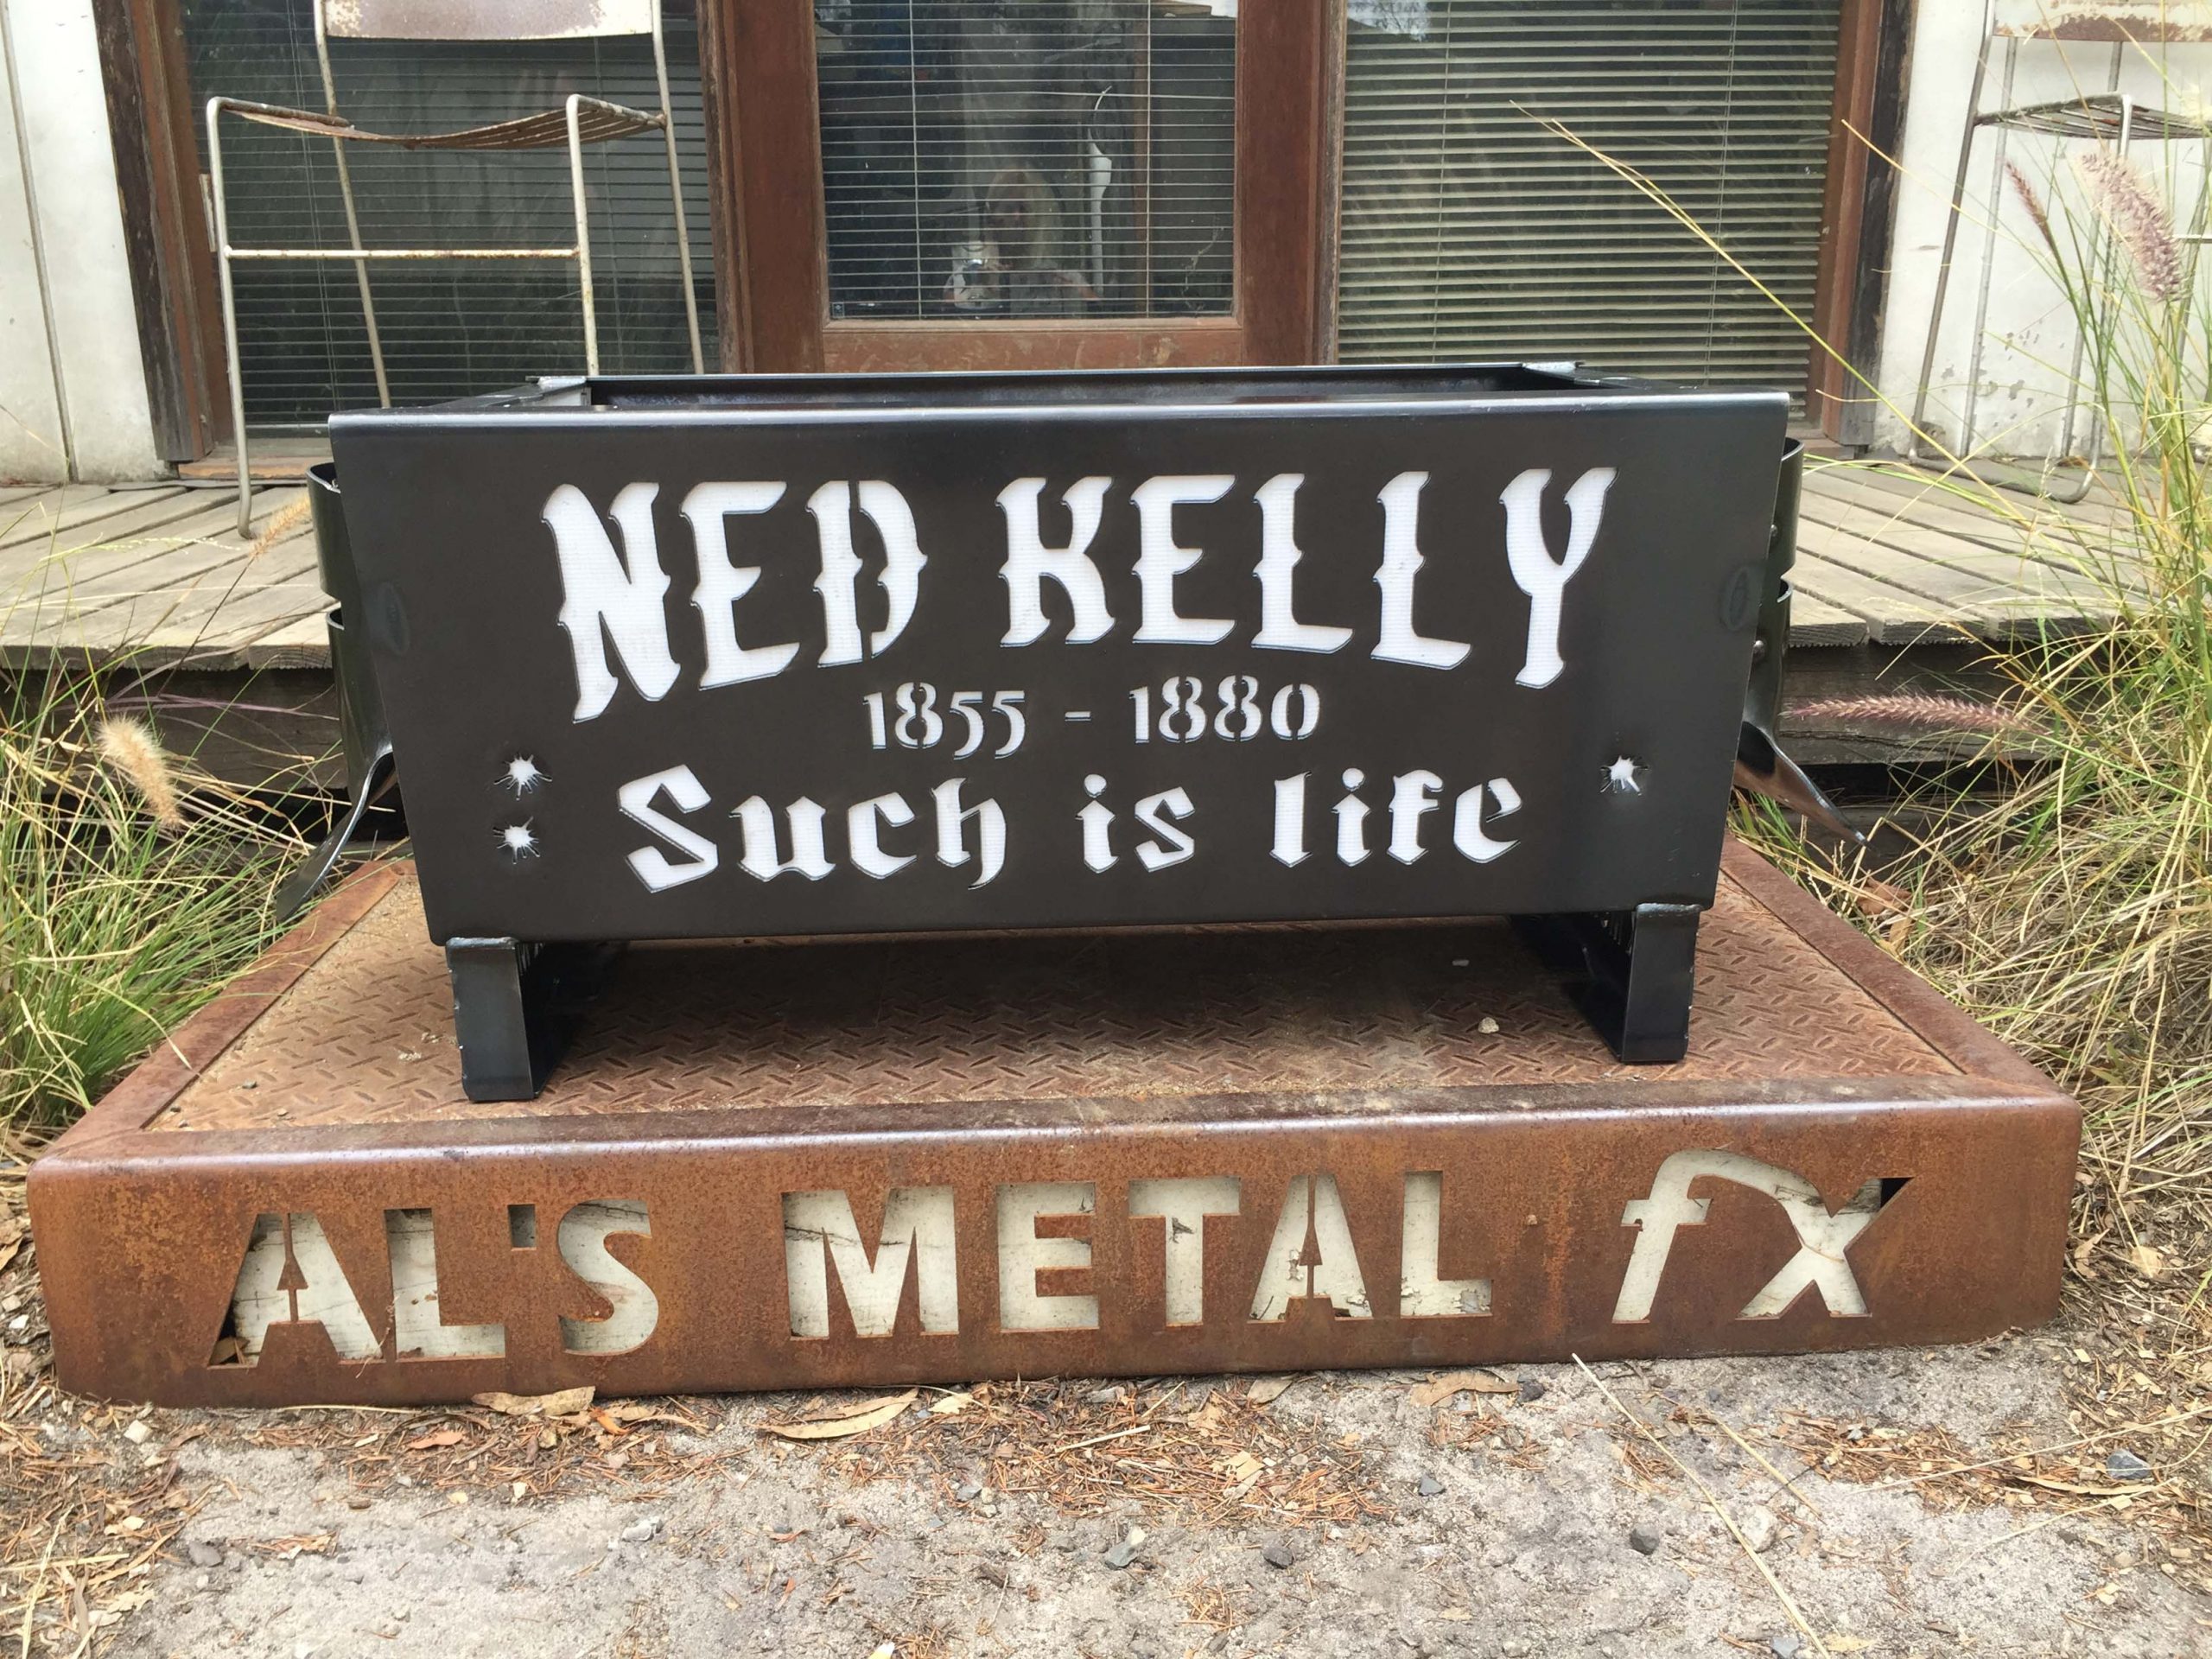 NED KELLY
1855 - 1880
Such is life
AL'S METAL fX